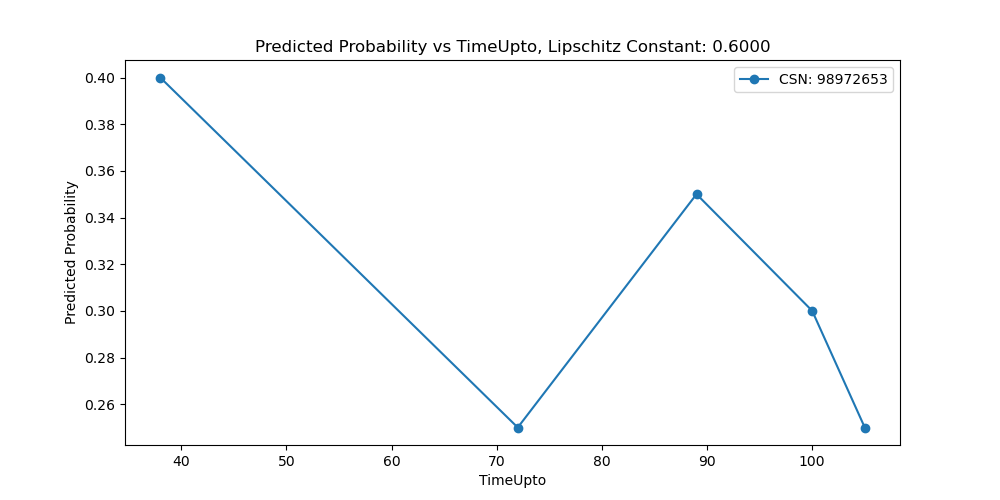 Predicted Probability vs TimeUpto, Lipschitz Constant: 0.6000
CSN: 98972653
Predicted Probability
0.40
0.38
0.36
0.34
0.32
0.30
0.28
0.26
40 50 60 70 80 90 100
TimeUpto